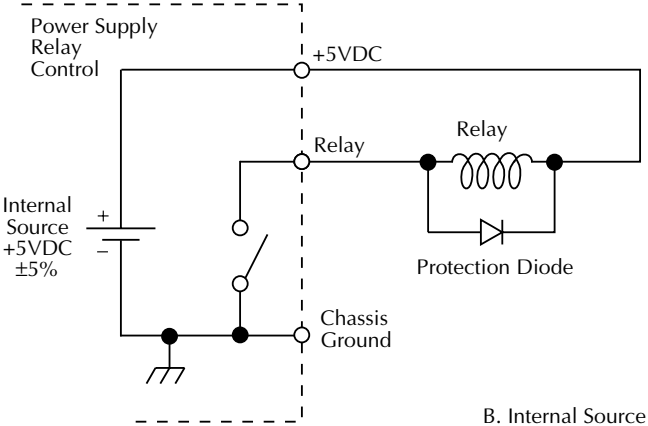 Power Supply
Relay
Control
+5VDC
Relay
Relay
Internal
Source
+5VDC
±5%
+
−
Protection Diode
Chassis
Ground
B. Internal Source